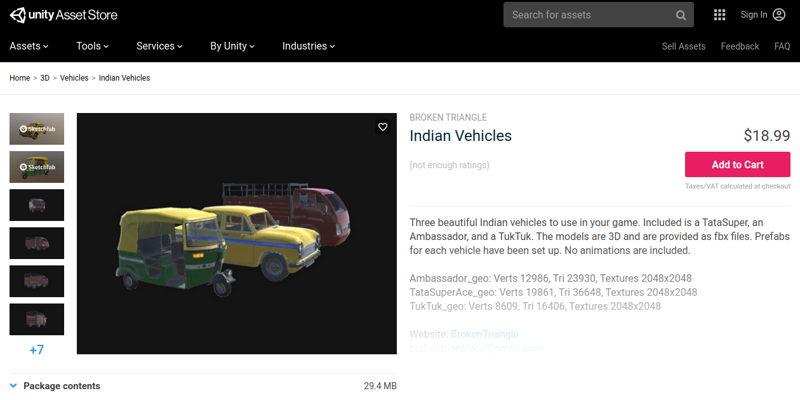 unity Asset Store
Search for assets
Sign In
Assets
Tools
Services
By Unity
Industries
Sell Assets
Feedback
FAQ
Home > 3D > Vehicles > Indian Vehicles
Sketchfab
Sketchfab
+7
BROKEN TRIANGLE
Indian Vehicles
$18.99
(not enough ratings)
Add to Cart
Taxes/VAT calculated at checkout
Three beautiful Indian vehicles to use in your game. Included is a TataSuper, an
Ambassador, and a TukTuk. The models are 3D and are provided as fbx files. Prefabs
for each vehicle have been set up. No animations are included.
Ambassador_geo: Verts 12986, Tri 23930, Textures 2048x2048
TataSuperAce_geo: Verts 19861, Tri 36648, Textures 2048x2048
TukTuk_geo: Verts 8609, Tri 16406, Textures 2048x2048
Website: BrokenTriangle
Package contents
29.4 MB